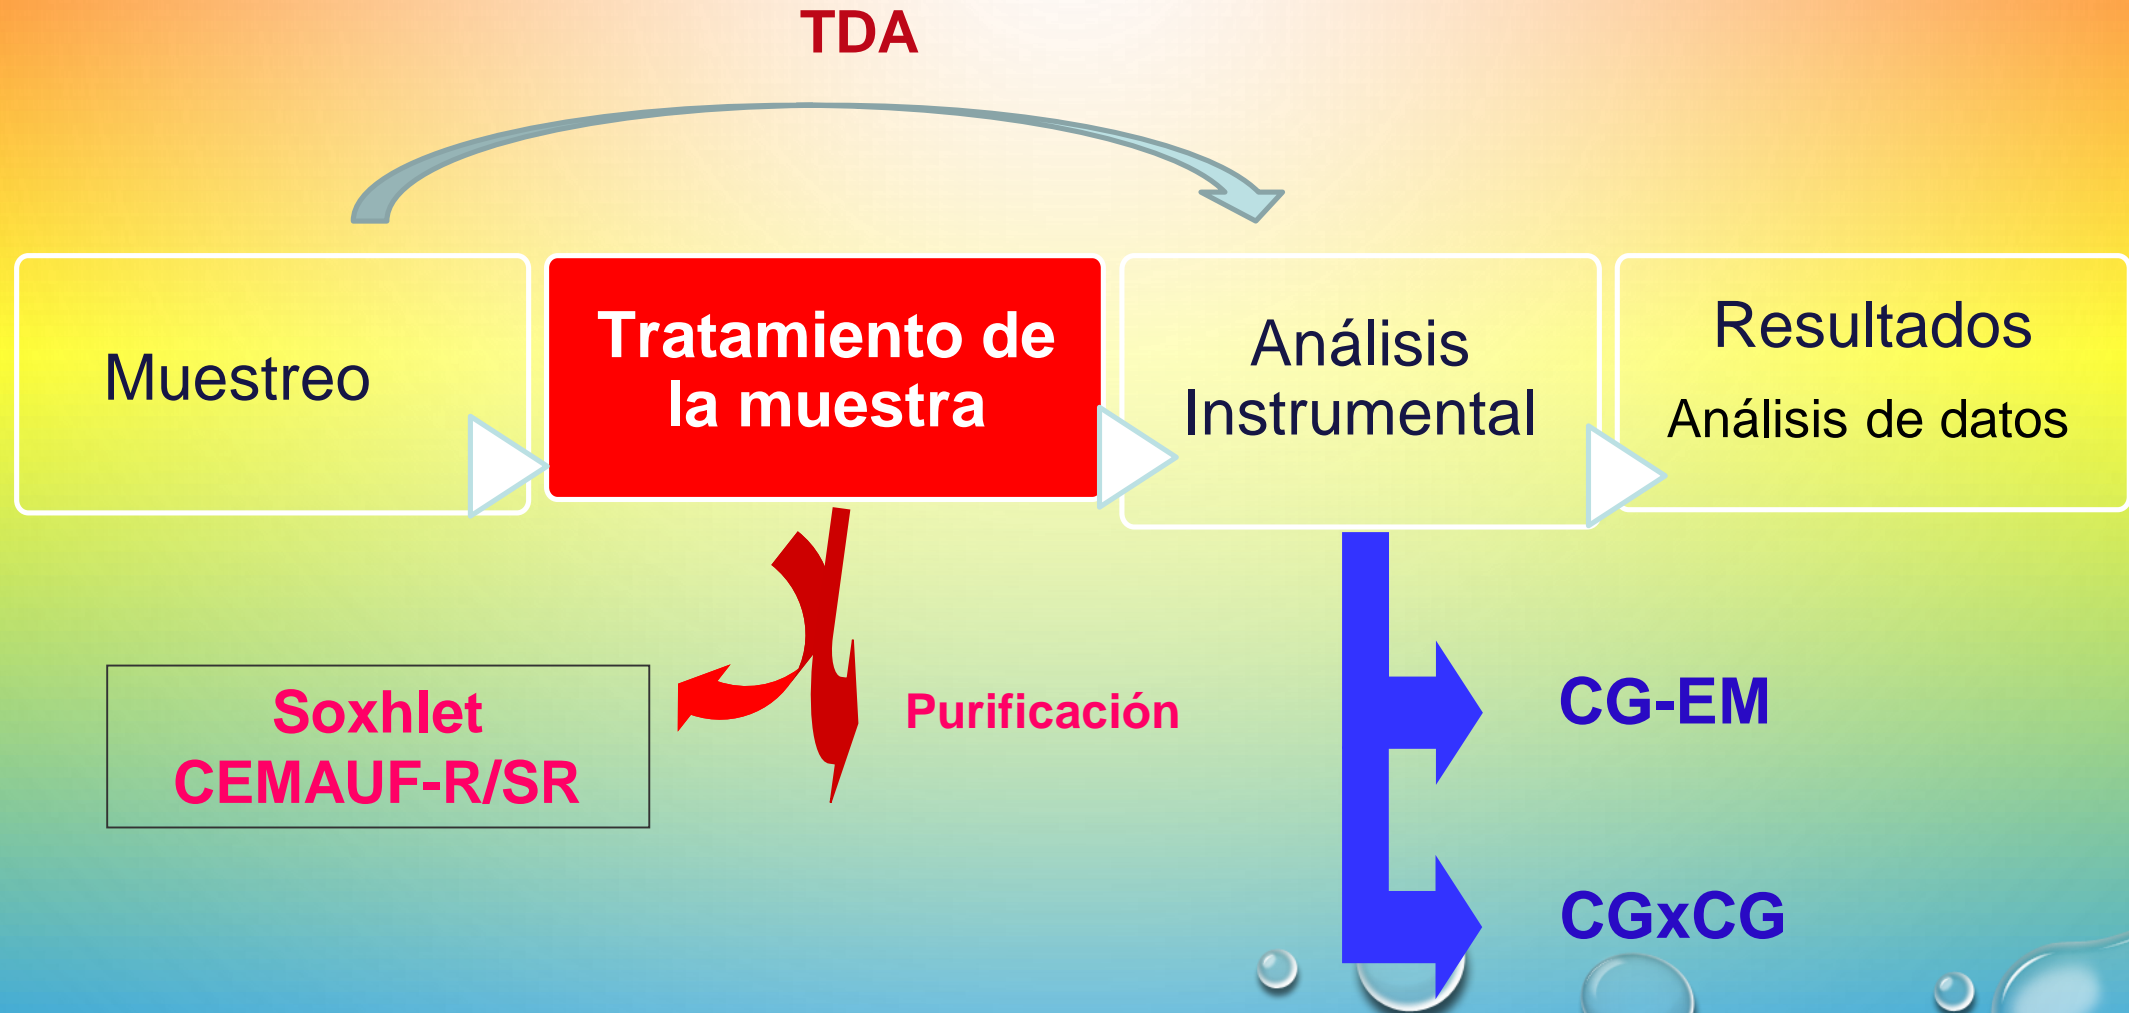 TDA
Muestreo
Tratamiento de
la muestra
Análisis
Instrumental
Resultados
Análisis de datos
Soxhlet
CEMAUF-R/SR
Purificación
CG-EM
CGxCG